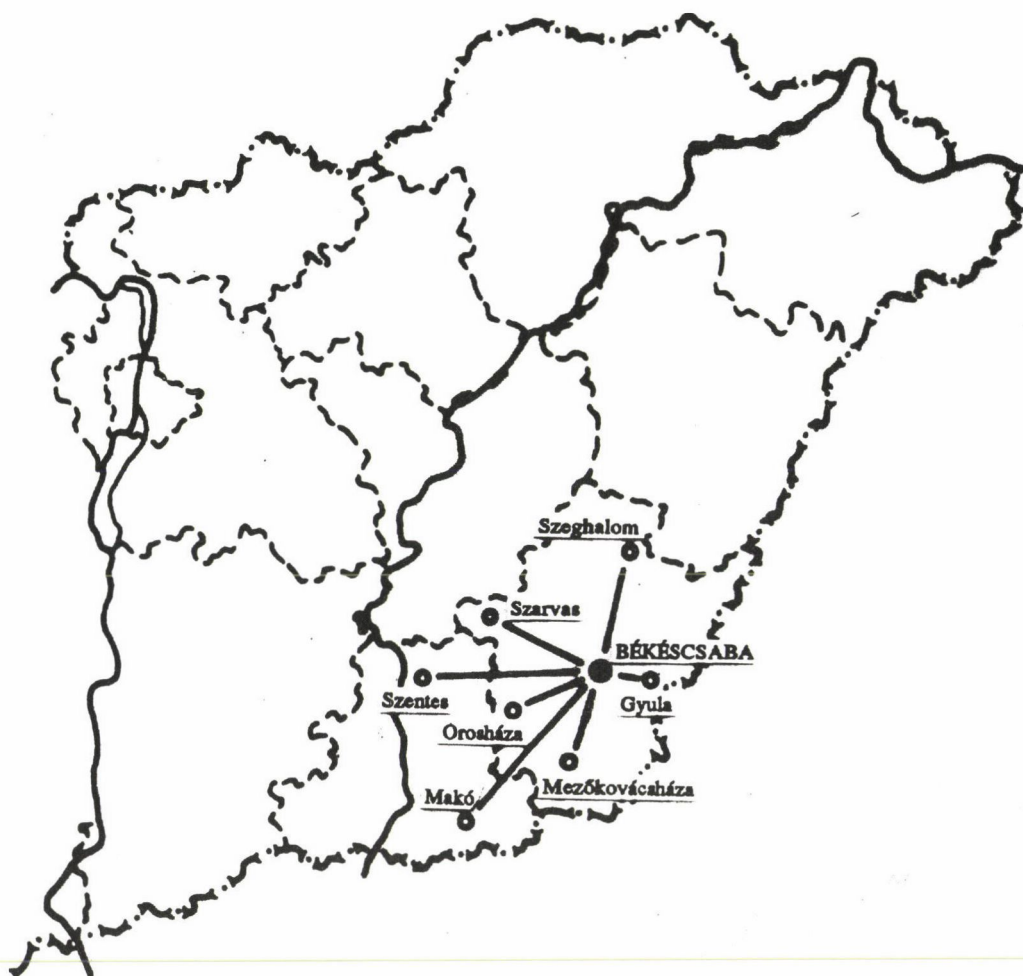 Szeghalom
Szarvas
BÉKÉSCSABA
Szentes
Gyula
Orosháza
Mezőkovácsháza
Makó